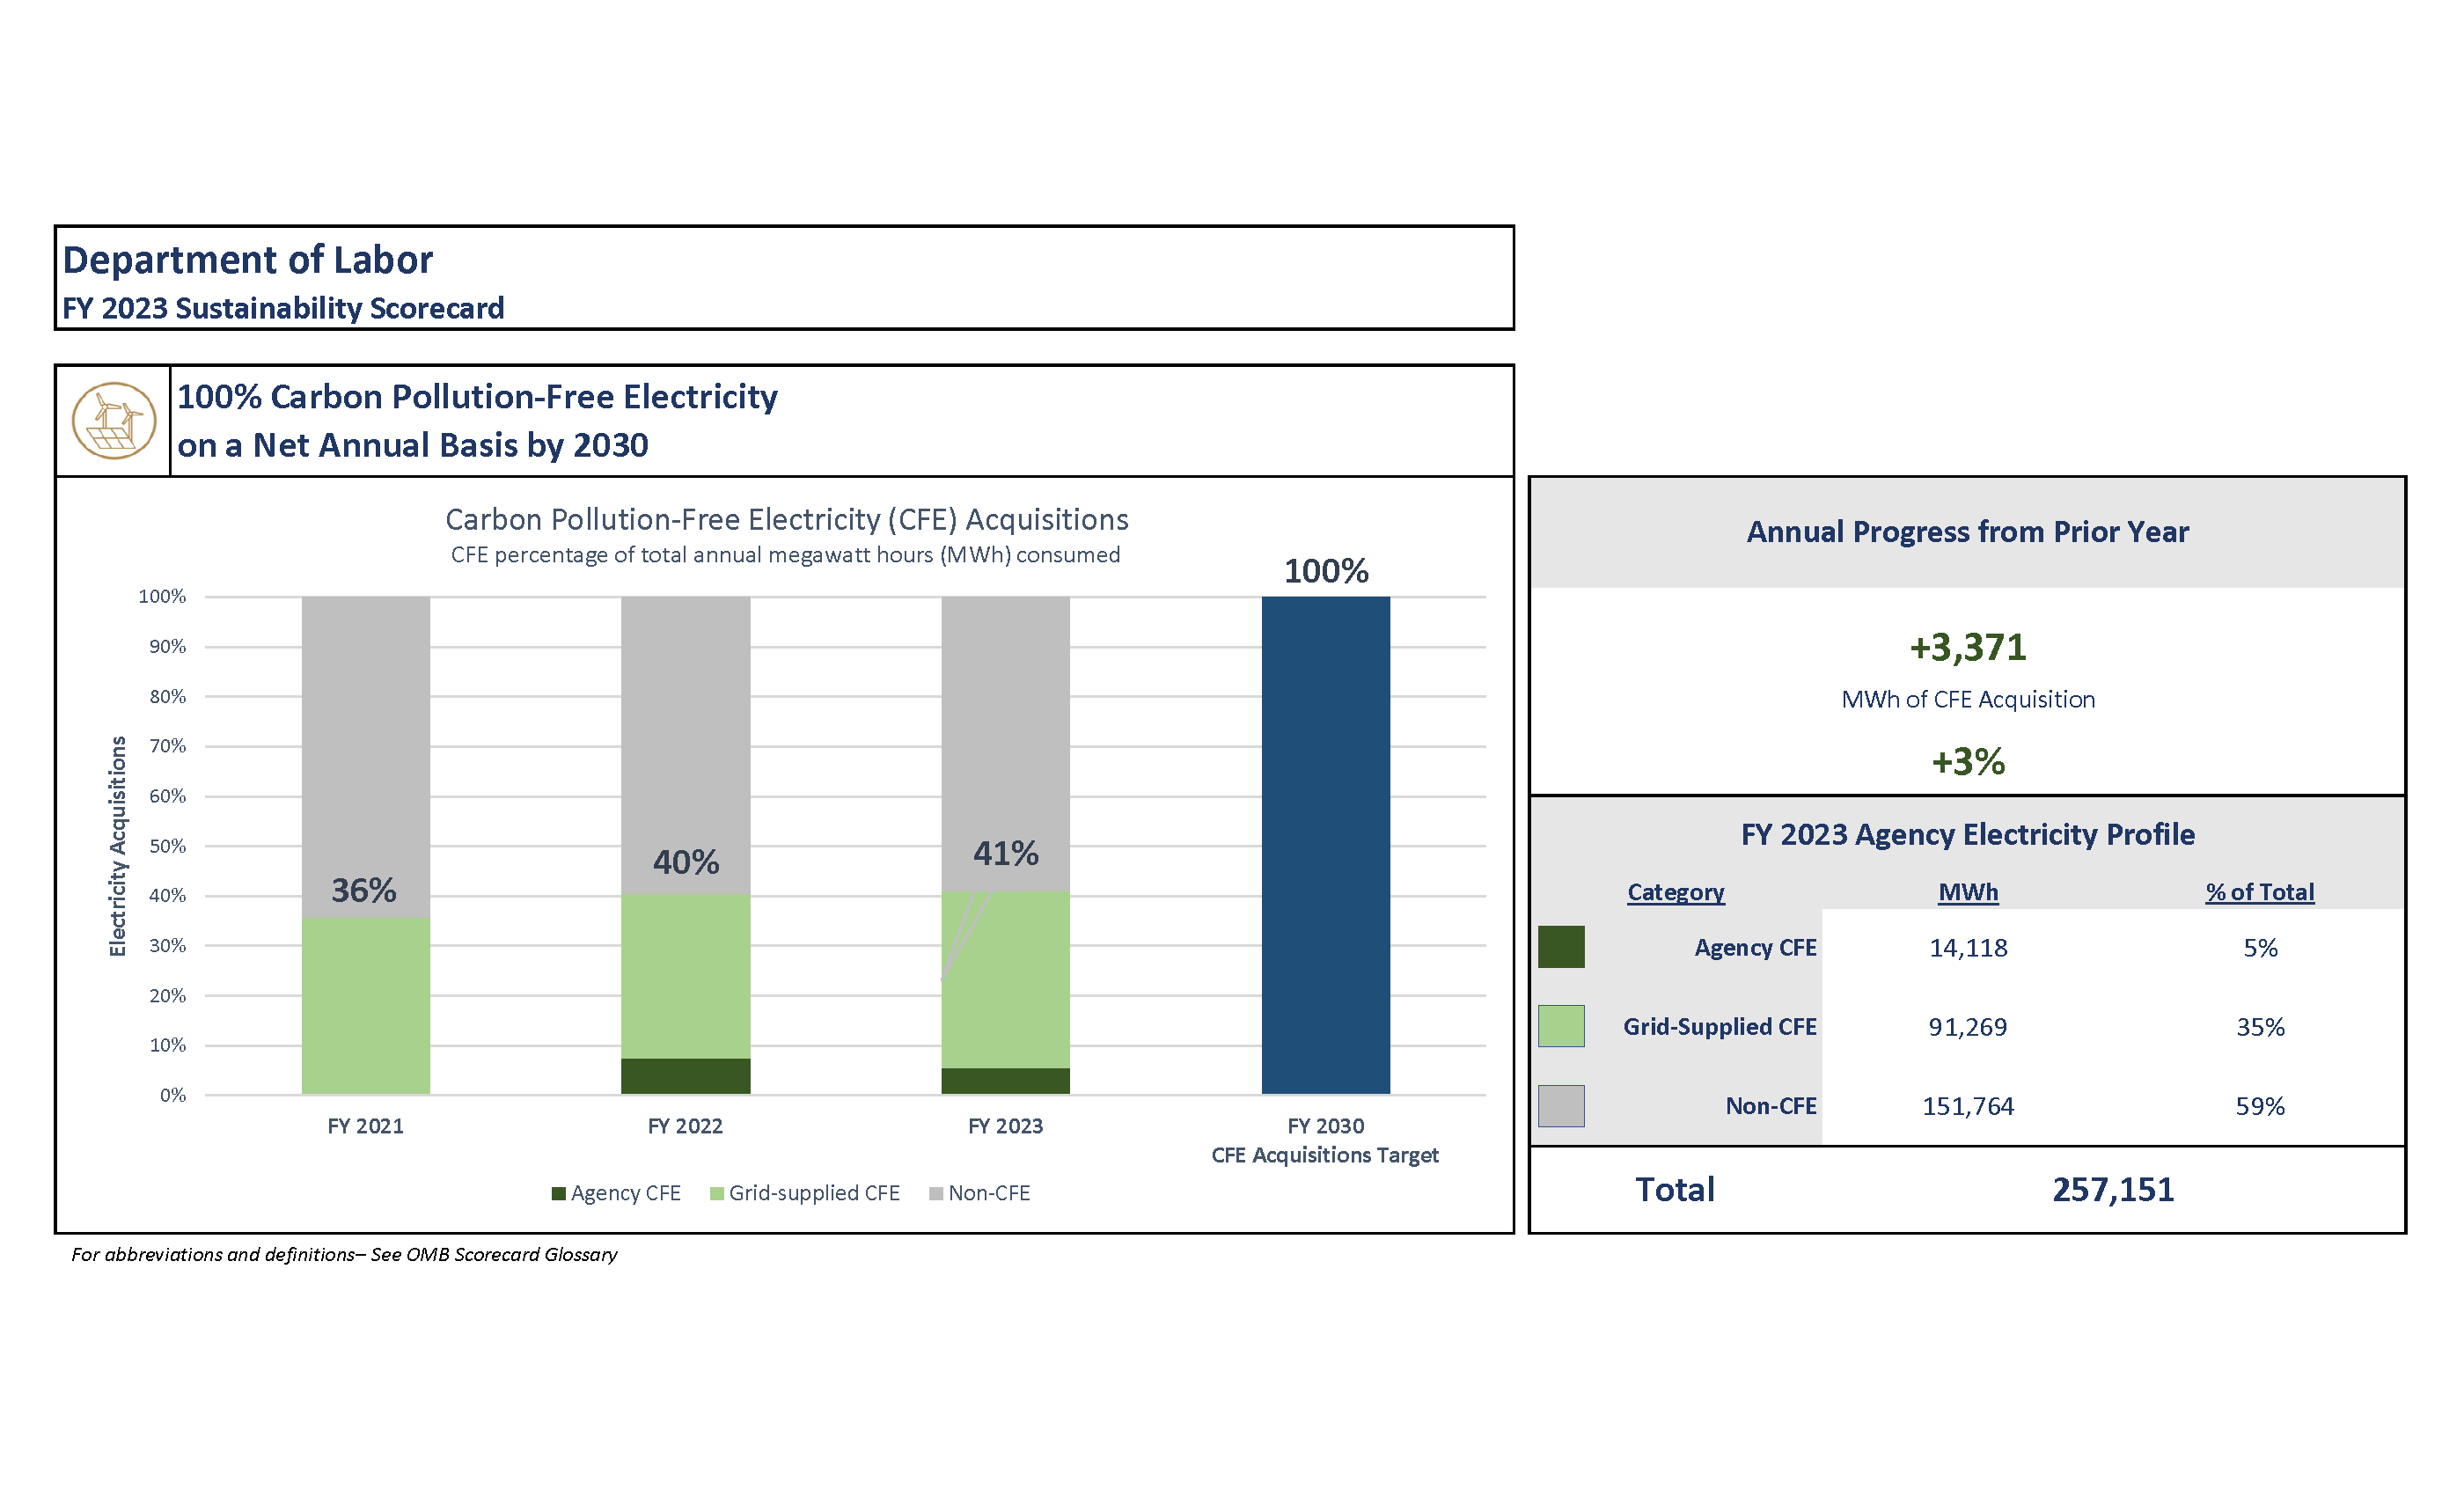 Department of Labor
FY 2023 Sustainability Scorecard
100% Carbon Pollution-Free Electricity
on a Net Annual Basis by 2030
Carbon Pollution-Free Electricity (CFE) Acquisitions
CFE percentage of total annual megawatt hours (MWh) consumed
Electricity Acquisitions
100%
90%
80%
70%
60%
50%
40%
30%
20%
10%
0%
36%
40%
41%
100%
FY 2021
FY 2022
FY 2023
FY 2030
CFE Acquisitions Target
Agency CFE Grid-supplied CFE Non-CFE
Annual Progress from Prior Year
+3,371
MWh of CFE Acquisition
+3%
FY 2023 Agency Electricity Profile
Category MWh % of Total
Agency CFE 14,118 5%
Grid-Supplied CFE 91,269 35%
Non-CFE 151,764 59%
Total 257,151
For abbreviations and definitions– See OMB Scorecard Glossary